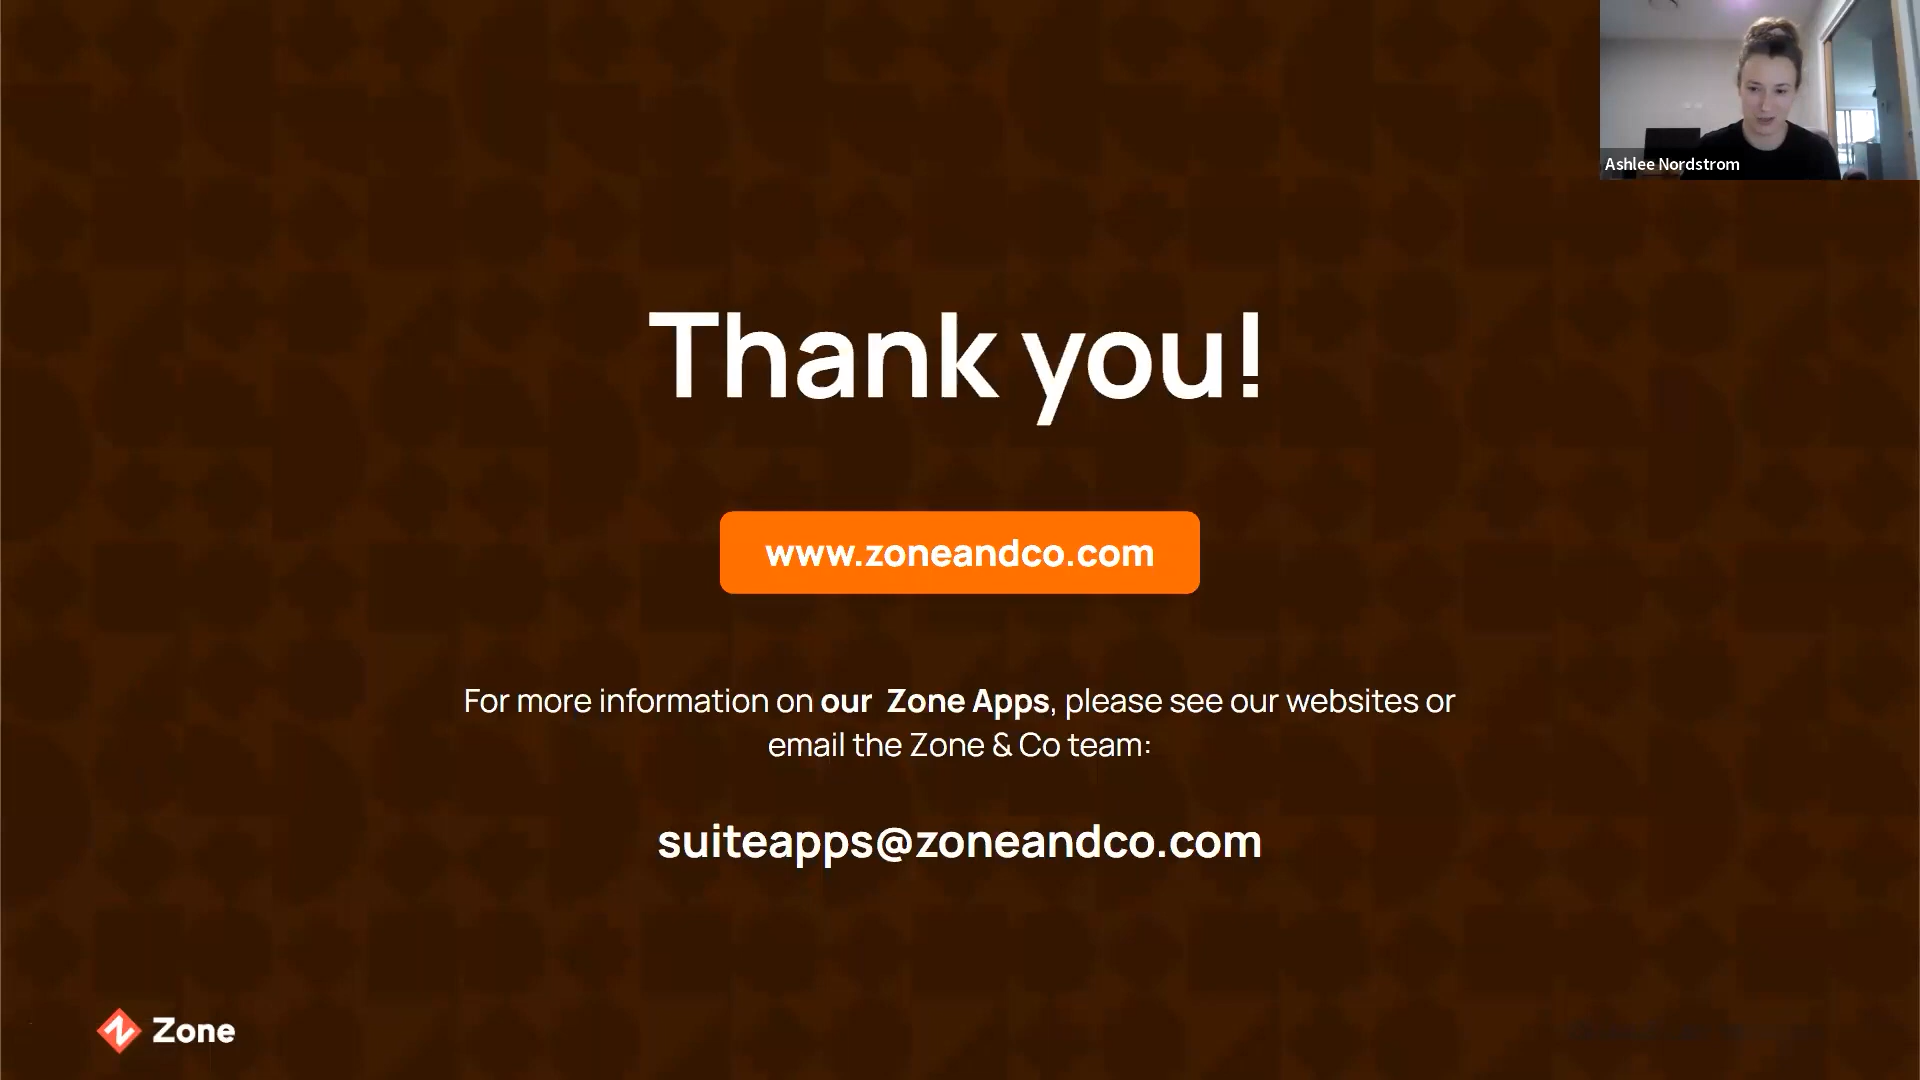 Ashlee Nordstrom
Thank you!
www.zoneandco.com
For more information on our  Zone Apps, please see our websites or
email the Zone & Co team:
suiteapps@zoneandco.com
Zone